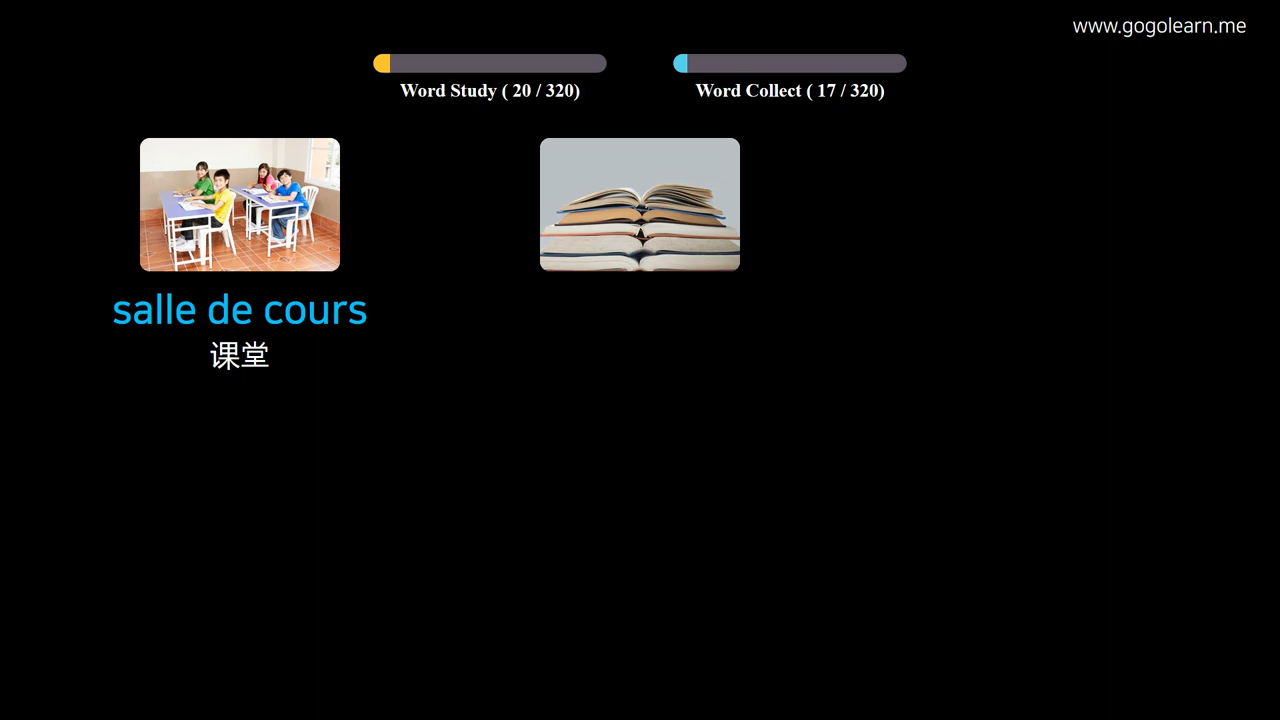 www.gogolearn.me
Word Study ( 20 / 320)
Word Collect ( 17 / 320)
salle de cours
课堂